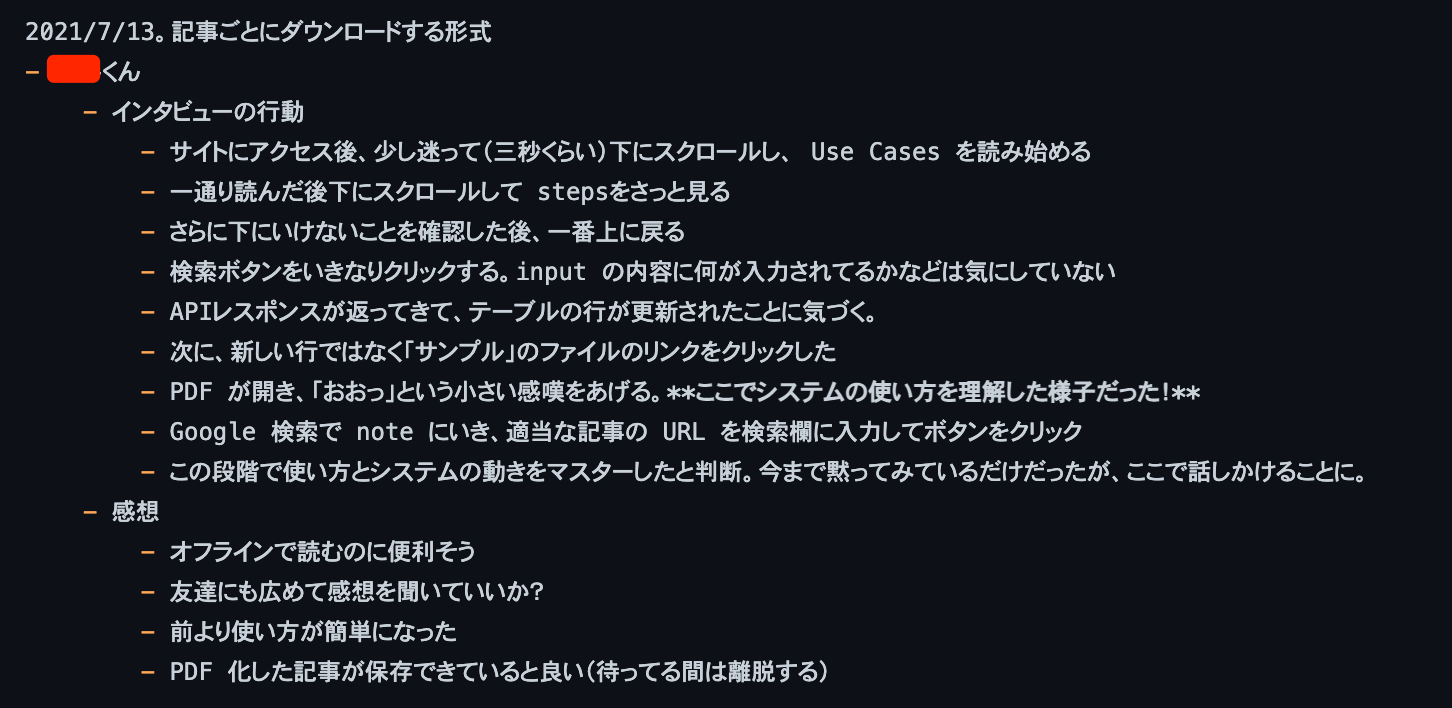 2021/7/13。記事ごとにダウンロードする形式
- くん
- インタビューの行動
- サイトにアクセス後、少し迷って(三秒くらい)下にスクロールし、 Use Cases を読み始める
- 一通り読んだ後下にスクロールして stepsをさっと見る
- さらに下にいけないことを確認した後、一番上に戻る
- 検索ボタンをいきなりクリックする。input の内容に何が入力されてるかなどは気にしていない
- APIレスポンスが返ってきて、テーブルの行が更新されたことに気づく。
- 次に、新しい行ではなく「サンプル」のファイルのリンクをクリックした
- PDF が開き、「おおっ」という小さい感嘆をあげる。**ここでシステムの使い方を理解した様子だった!**
- Google 検索で note にいき、適当な記事の URL を検索欄に入力してボタンをクリック
- この段階で使い方とシステムの動きをマスターしたと判断。今まで黙ってみているだけだったが、ここで話しかけることに。
- 感想
- オフラインで読むのに便利そう
- 友達にも広めて感想を聞いていいか?
- 前より使い方が簡単になった
- PDF 化した記事が保存できていると良い(待ってる間は離脱する)